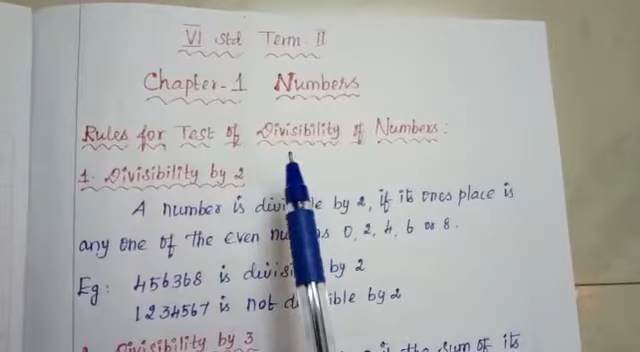 VI std Term II
Chapter-1 Numbers
Rules for Test of Divisibility of Numbers:
1. Divisibility by 2
A number is divi le by 2, if its ones place is
any one of the even nu s 0, 2, 4, 6 or 8.
Eg: 456368 is divisi by 2
1234567 is not d ible by 2
Divisibility by 3
is the sum of its